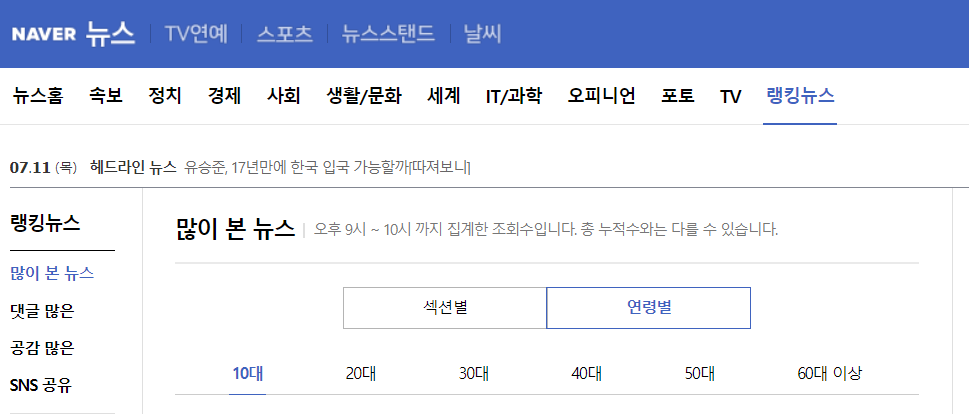 NAVER 뉴스 TV연예 스포츠 뉴스스탠드 날씨
뉴스홈 속보 정치 경제 사회 생활/문화 세계 IT/과학 오피니언 포토 TV 랭킹뉴스
07.11 (목) 헤드라인 뉴스 유승준, 17년만에 한국 입국 가능할까[따져보니]
랭킹뉴스
많이 본 뉴스
댓글 많은
공감 많은
SNS 공유
많이 본 뉴스 오후 9시 ~ 10시 까지 집계한 조회수입니다. 총 누적수와는 다를 수 있습니다.
섹션별 연령별
10대 20대 30대 40대 50대 60대 이상